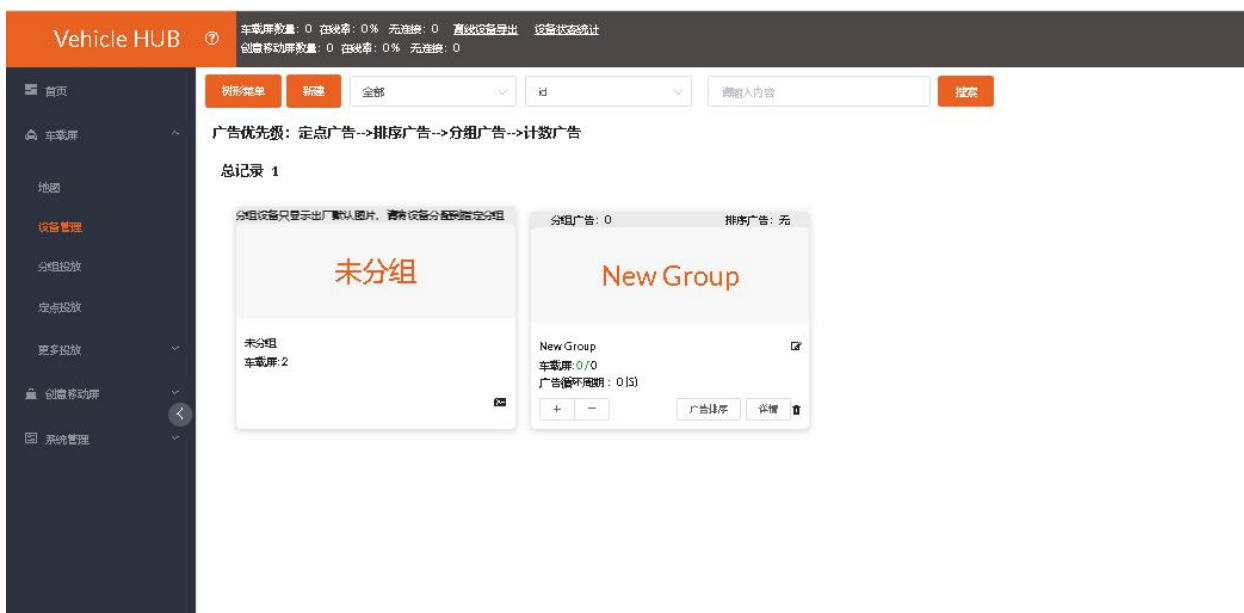 Vehicle HUB
车载屏数量: 0 在线率: 0% 无连接: 0 离线设备导出 设备状态统计
创意移动屏数量: 0 在线率: 0% 无连接: 0
首页
车载屏
地图
设备管理
分组投放
定点投放
更多投放
创意移动屏
系统管理
树形菜单 新建 全部 id 请输入内容 搜索
广告优先级: 定点广告-->排序广告-->分组广告-->计数广告
总记录 1
分组设备只显示出厂默认图片, 请将设备分配到指定分组
未分组
未分组
车载屏:2
分组广告: 0 排序广告: 无
New Group
New Group
车载屏:0/0
广告循环周期: 0(S)
+ − 广告排序 详情